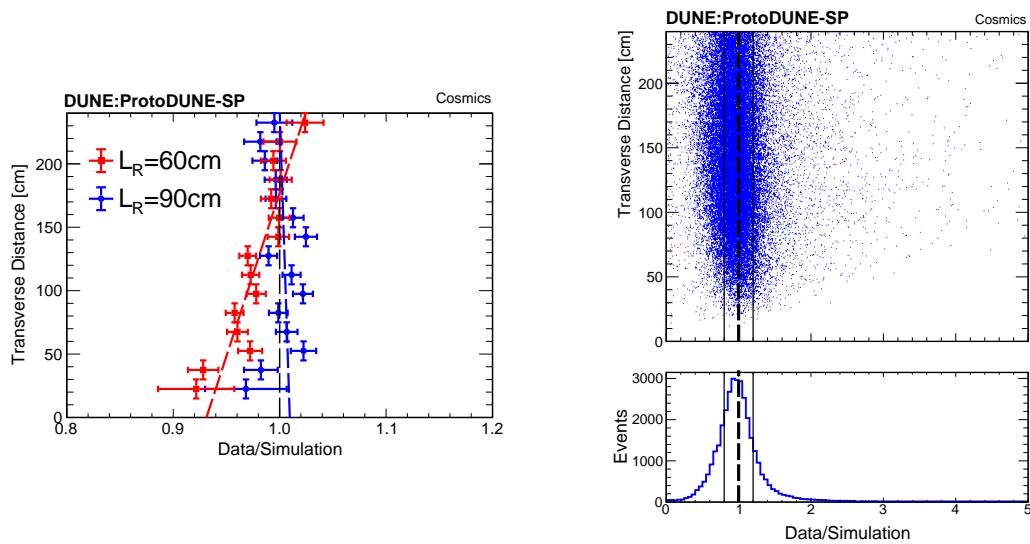 DUNE:ProtoDUNE-SP Cosmics
Transverse Distance [cm]
200
150
100
50
0
L_R=60cm
L_R=90cm
0.8 0.9 1.0 1.1 1.2
Data/Simulation
DUNE:ProtoDUNE-SP Cosmics
Transverse Distance [cm]
200
150
100
50
0
Events
3000
2000
1000
0
0 1 2 3 4 5
Data/Simulation